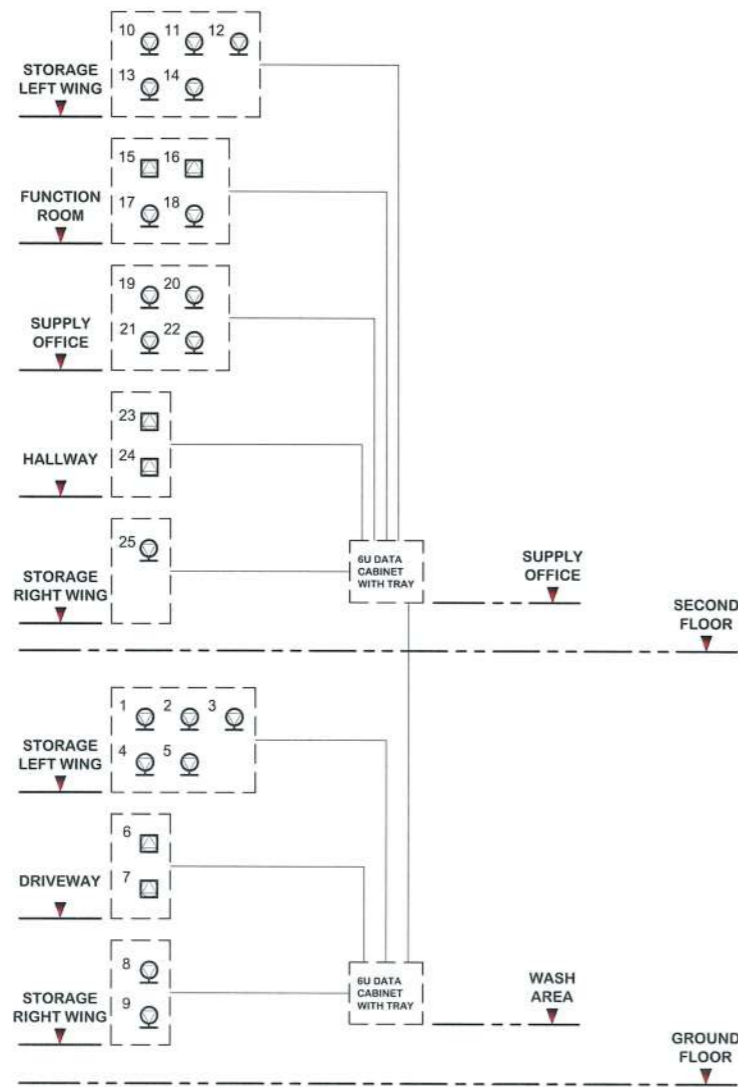 10 11 12
13 14
STORAGE
LEFT WING
15 16
17 18
FUNCTION
ROOM
19 20
21 22
SUPPLY
OFFICE
23
24
HALLWAY
25
STORAGE
RIGHT WING
6U DATA
CABINET
WITH TRAY
SUPPLY
OFFICE
SECOND
FLOOR
1 2 3
4 5
STORAGE
LEFT WING
6
7
DRIVEWAY
8
9
STORAGE
RIGHT WING
6U DATA
CABINET
WITH TRAY
WASH
AREA
GROUND
FLOOR